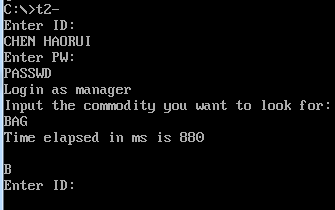 C:\>t2-
Enter ID:
CHEN HAORUI
Enter PW:
PASSWD
Login as manager
Input the commodity you want to look for:
BAG
Time elapsed in ms is 880
B
Enter ID: